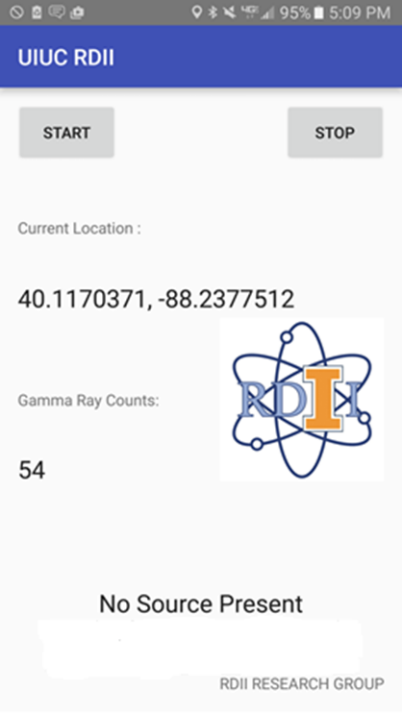 95% 5:09 PM
UIUC RDII
START STOP
Current Location :
40.1170371, -88.2377512
RDII
Gamma Ray Counts:
54
No Source Present
RDII RESEARCH GROUP